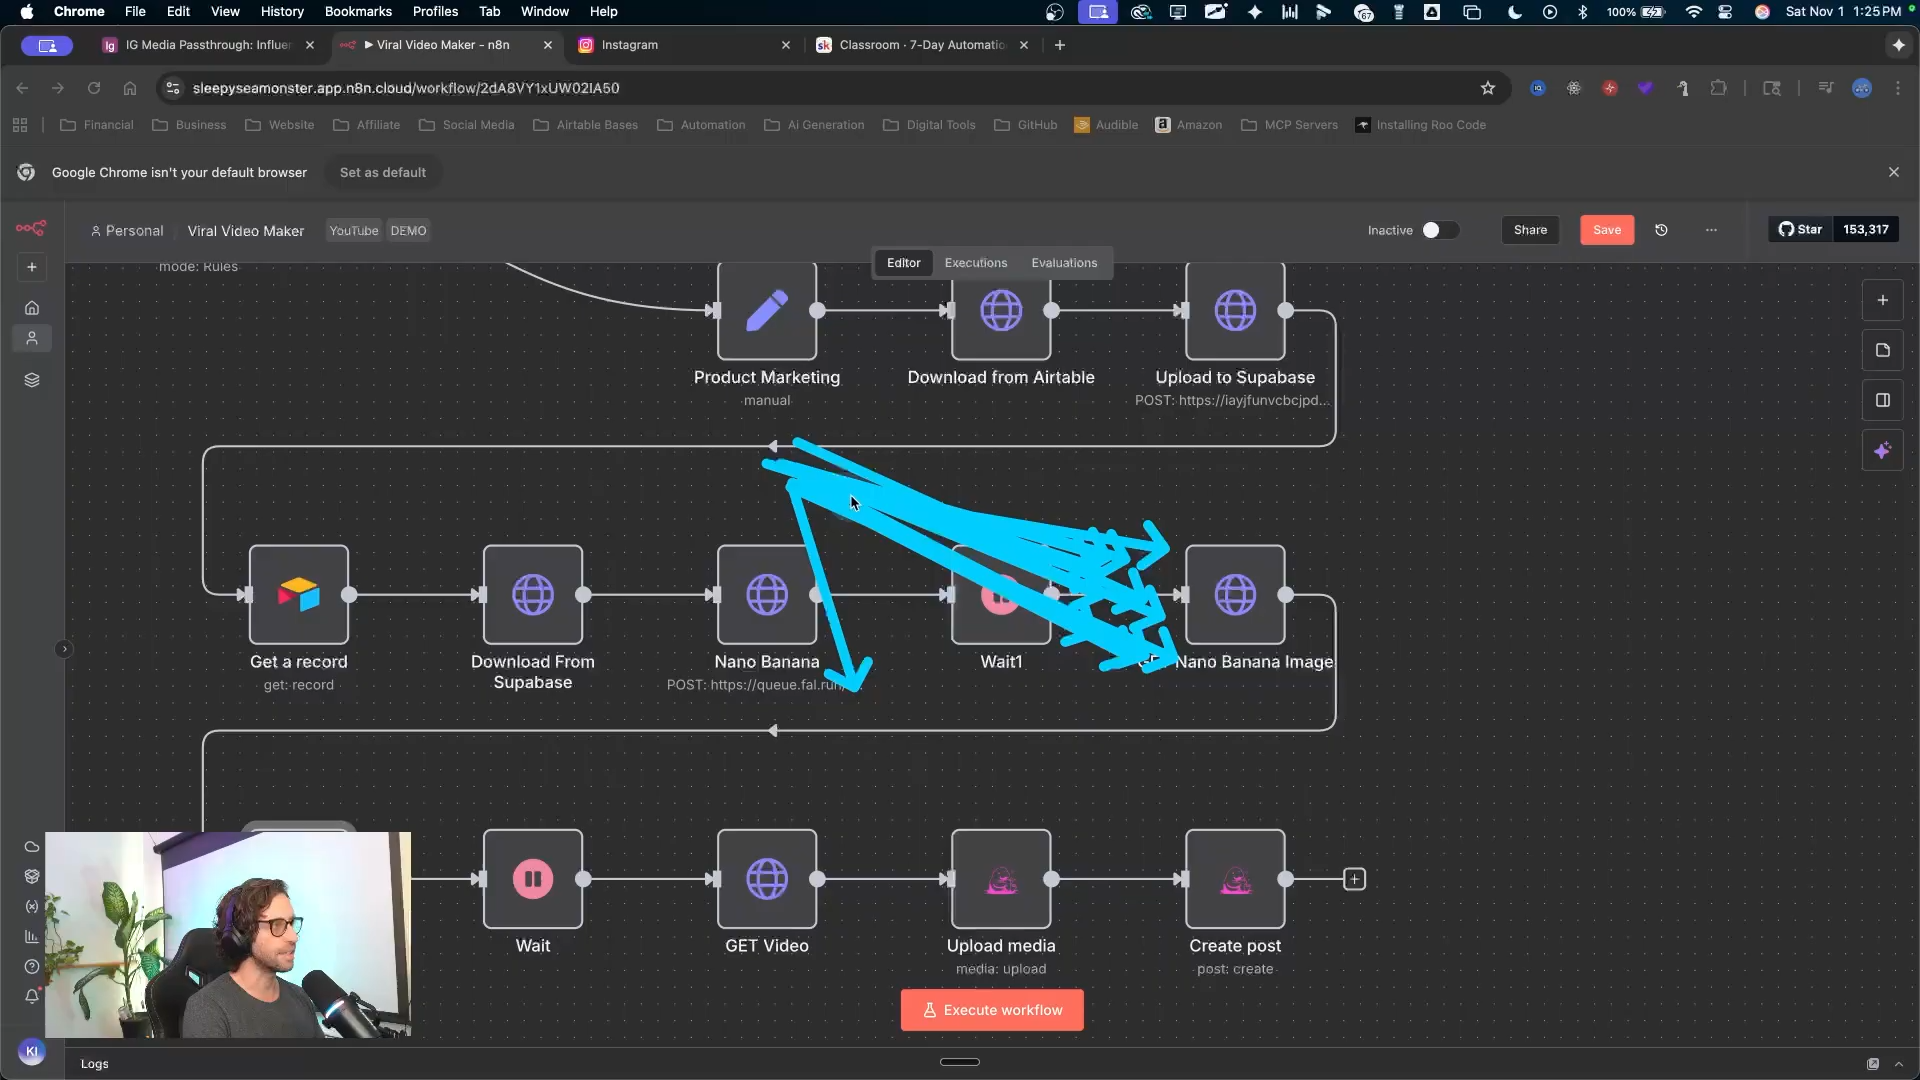 Chrome File Edit View History Bookmarks Profiles Tab Window Help 67 100% Sat Nov 1 1:25 PM
Ig IG Media Passthrough: Influer ▶ Viral Video Maker - n8n Instagram sk Classroom · 7-Day Automatio
sleepyseamonster.app.n8n.cloud/workflow/2dA8VY1xUW02IA50
Financial Business Website Affiliate Social Media Airtable Bases Automation Ai Generation Digital Tools GitHub Audible Amazon MCP Servers Installing Roo Code
Google Chrome isn't your default browser Set as default
Personal / Viral Video Maker YouTube DEMO Inactive Share Save ... Star 153,317
Editor Executions Evaluations
mode: Rules
Product Marketing Download from Airtable Upload to Supabase
manual POST: https://iayjfunvcbcjpd...
Get a record Download From Supabase Nano Banana Wait1 Nano Banana Image
get: record POST: https://queue.fal.run/
Wait GET Video Upload media Create post
media: upload post: create
Execute workflow
KI
Logs